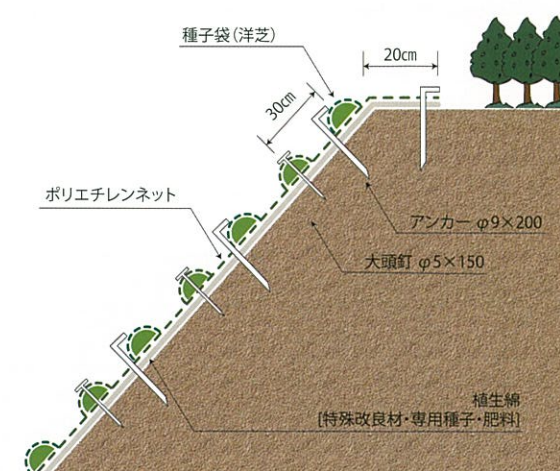 種子袋(洋芝)
20㎝
30㎝
ポリエチレンネット
アンカー φ9×200
大頭釘 φ5×150
植生綿
[特殊改良材・専用種子・肥料]